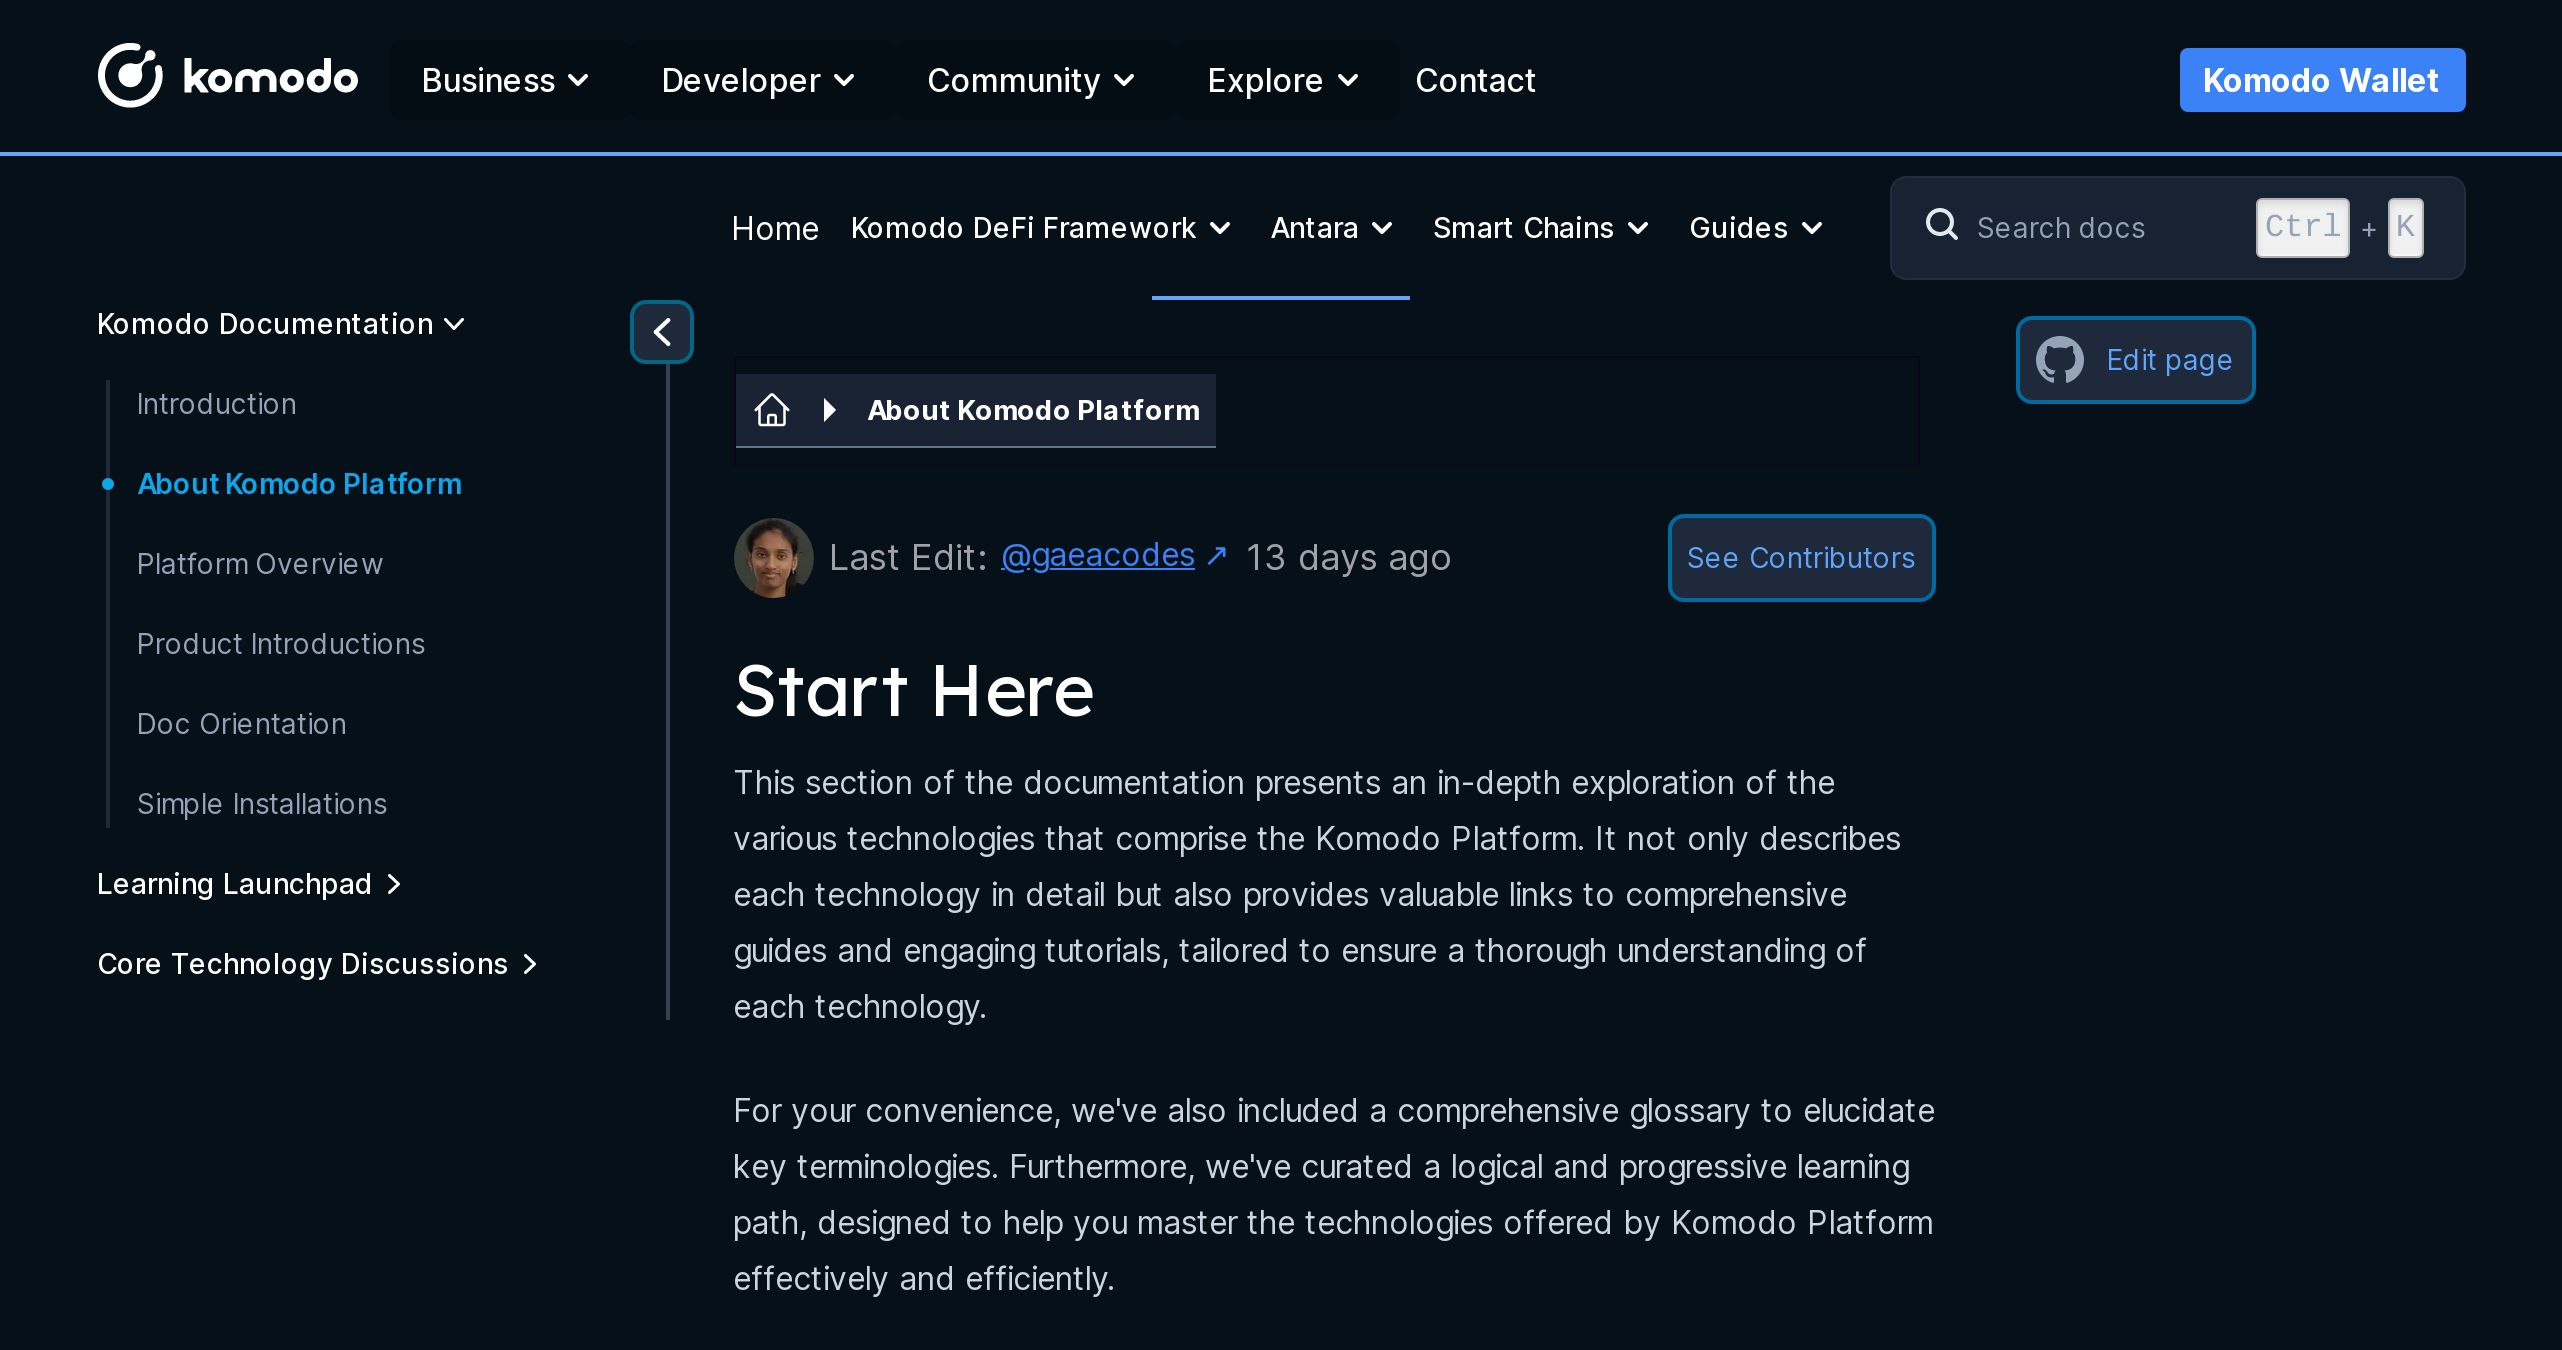 komodo Business Developer Community Explore Contact Komodo Wallet
Home Komodo DeFi Framework Antara Smart Chains Guides Search docs Ctrl + K
Komodo Documentation
Introduction
About Komodo Platform
Platform Overview
Product Introductions
Doc Orientation
Simple Installations
Learning Launchpad
Core Technology Discussions
About Komodo Platform
Edit page
Last Edit: @gaeacodes ↗ 13 days ago
See Contributors
Start Here
This section of the documentation presents an in-depth exploration of the
various technologies that comprise the Komodo Platform. It not only describes
each technology in detail but also provides valuable links to comprehensive
guides and engaging tutorials, tailored to ensure a thorough understanding of
each technology.
For your convenience, we've also included a comprehensive glossary to elucidate
key terminologies. Furthermore, we've curated a logical and progressive learning
path, designed to help you master the technologies offered by Komodo Platform
effectively and efficiently.